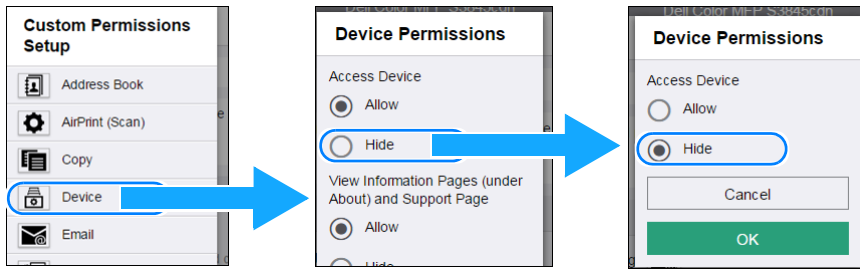 Custom Permissions
Setup
Address Book
AirPrint (Scan)
Copy
Device
Email
Device Permissions
Access Device
Allow
Hide
View Information Pages (under
About) and Support Page
Allow
Hide
Dell Color MFP S3845cdn
Device Permissions
Access Device
Allow
Hide
Cancel
OK